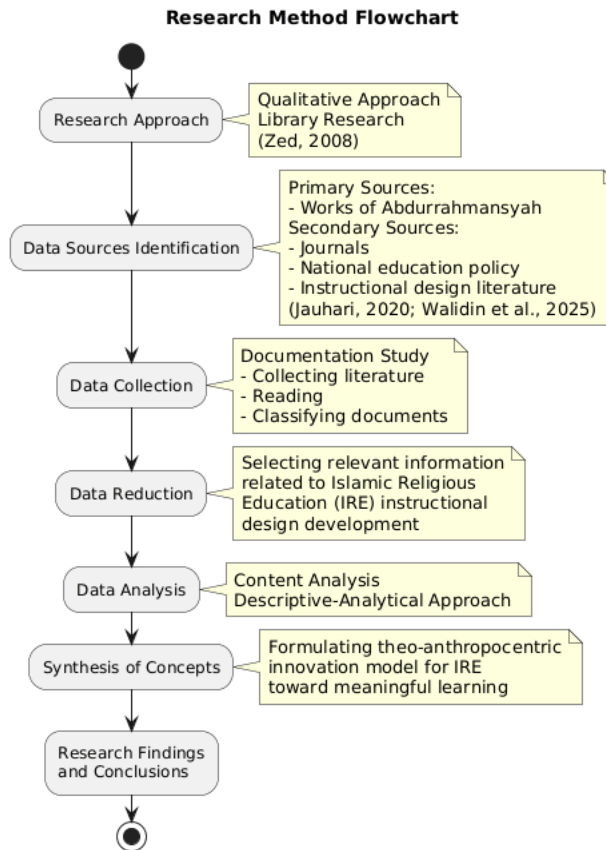 Research Method Flowchart
Research Approach
Qualitative Approach
Library Research
(Zed, 2008)
Data Sources Identification
Primary Sources:
- Works of Abdurrahmansyah
Secondary Sources:
- Journals
- National education policy
- Instructional design literature
(Jauhari, 2020; Walidin et al., 2025)
Data Collection
Documentation Study
- Collecting literature
- Reading
- Classifying documents
Data Reduction
Selecting relevant information
related to Islamic Religious
Education (IRE) instructional
design development
Data Analysis
Content Analysis
Descriptive-Analytical Approach
Synthesis of Concepts
Formulating theo-anthropocentric
innovation model for IRE
toward meaningful learning
Research Findings
and Conclusions